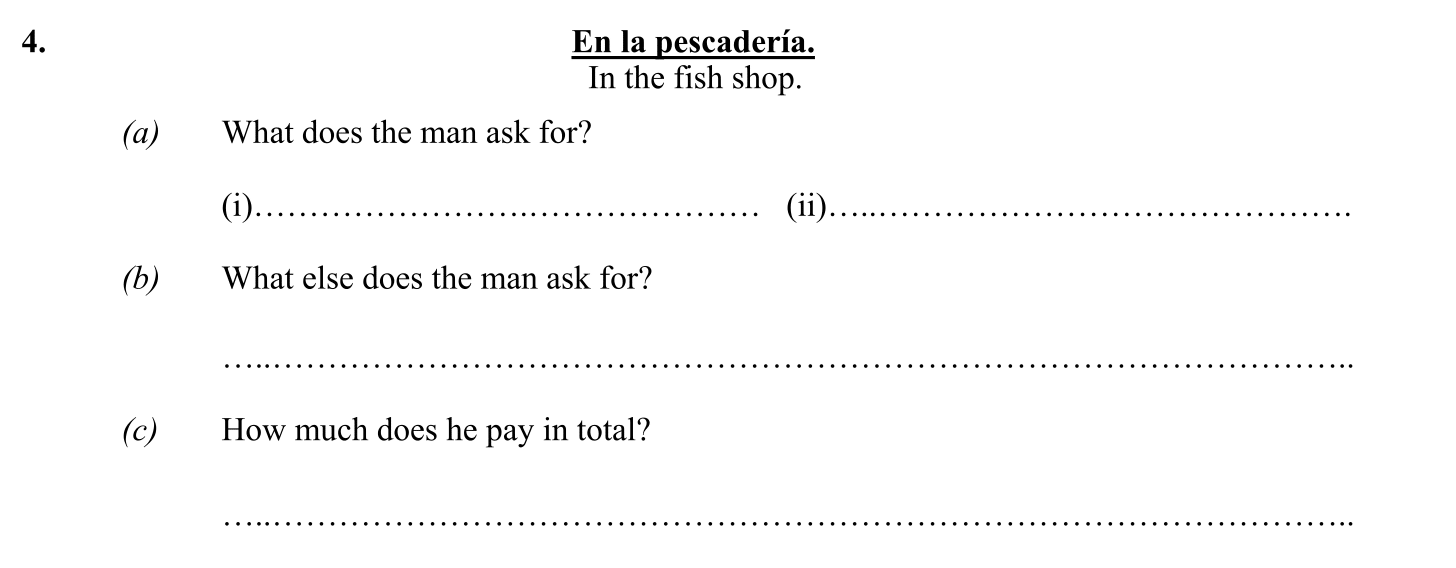 4. En la pescadería.
In the fish shop.
(a) What does the man ask for?
(i)…………………….………………… (ii)…..…………………………………….
(b) What else does the man ask for?
…..…………………………………………………………………………………..
(c) How much does he pay in total?
…..…………………………………………………………………………………..